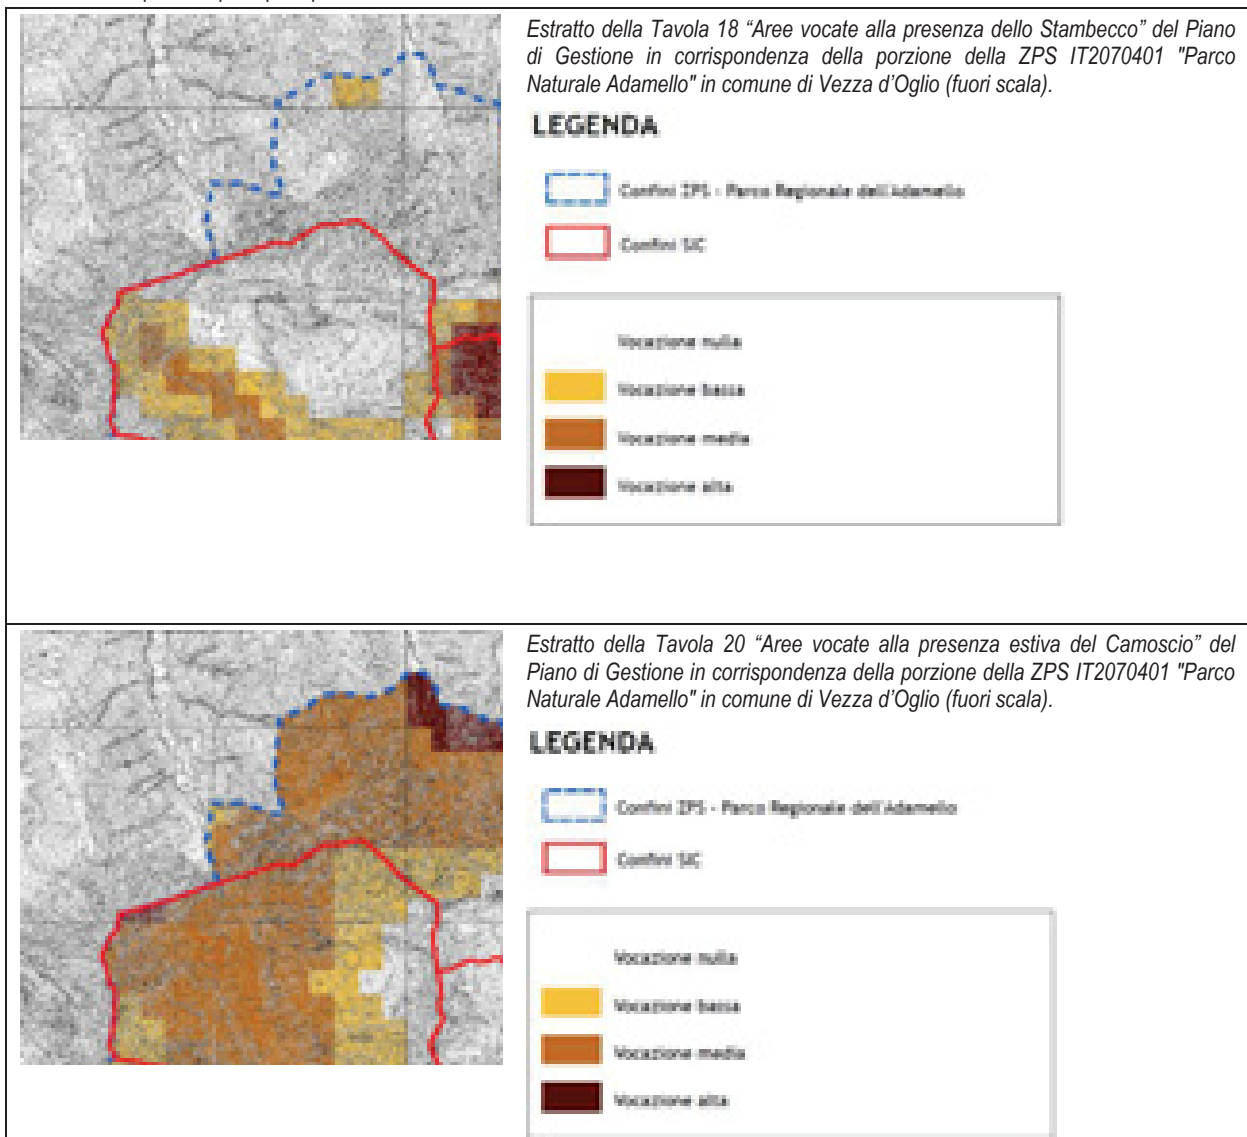 Estratto della Tavola 18 “Aree vocate alla presenza dello Stambecco” del Piano
di Gestione in corrispondenza della porzione della ZPS IT2070401 "Parco
Naturale Adamello" in comune di Vezza d’Oglio (fuori scala).
LEGENDA
Confini ZPS - Parco Regionale dell'Adamello
Confini SIC
Vocazione nulla
Vocazione bassa
Vocazione media
Vocazione alta
Estratto della Tavola 20 “Aree vocate alla presenza estiva del Camoscio” del
Piano di Gestione in corrispondenza della porzione della ZPS IT2070401 "Parco
Naturale Adamello" in comune di Vezza d’Oglio (fuori scala).
LEGENDA
Confini ZPS - Parco Regionale dell'Adamello
Confini SIC
Vocazione nulla
Vocazione bassa
Vocazione media
Vocazione alta